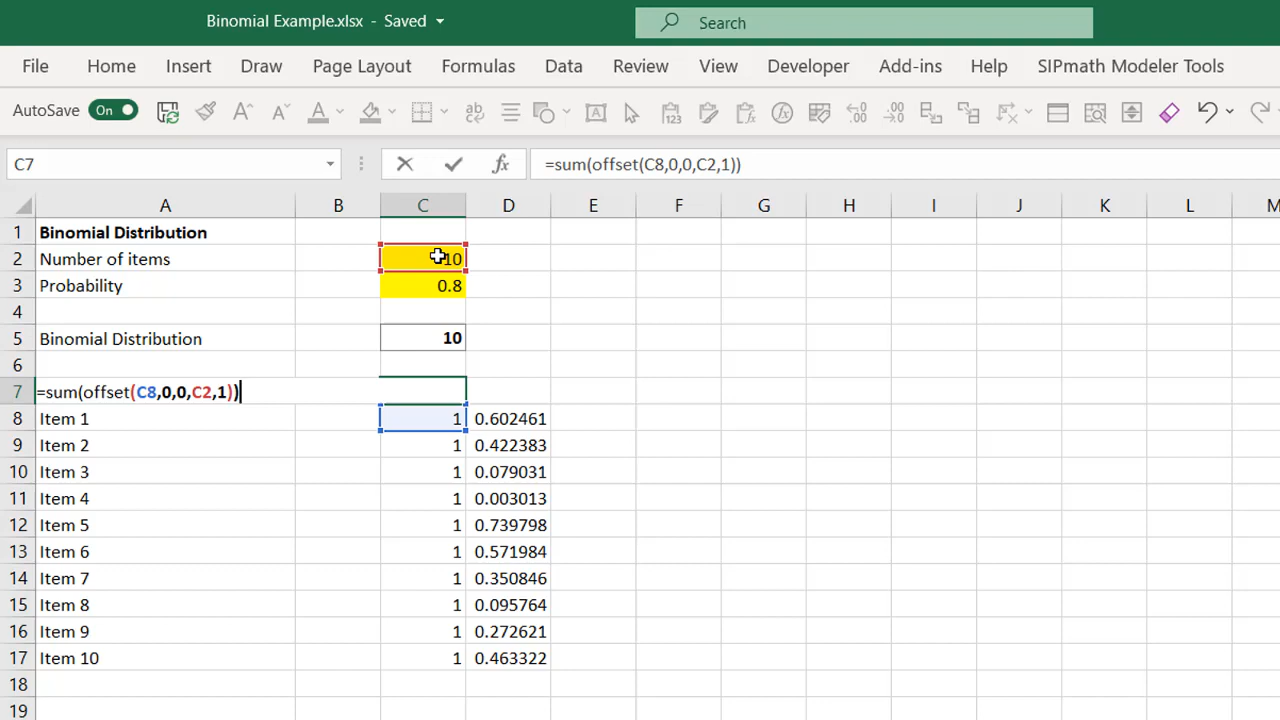 Binomial Example.xlsx • Saved
Search
File Home Insert Draw Page Layout Formulas Data Review View Developer Add-ins Help SIPmath Modeler Tools
AutoSave On
C7 fx =sum(offset(C8,0,0,C2,1))
A B C D E F G H I J K L M
1 Binomial Distribution
2 Number of items 10
3 Probability 0.8
4
5 Binomial Distribution 10
6
7 =sum(offset(C8,0,0,C2,1))
8 Item 1 1 0.602461
9 Item 2 1 0.422383
10 Item 3 1 0.079031
11 Item 4 1 0.003013
12 Item 5 1 0.739798
13 Item 6 1 0.571984
14 Item 7 1 0.350846
15 Item 8 1 0.095764
16 Item 9 1 0.272621
17 Item 10 1 0.463322
18
19